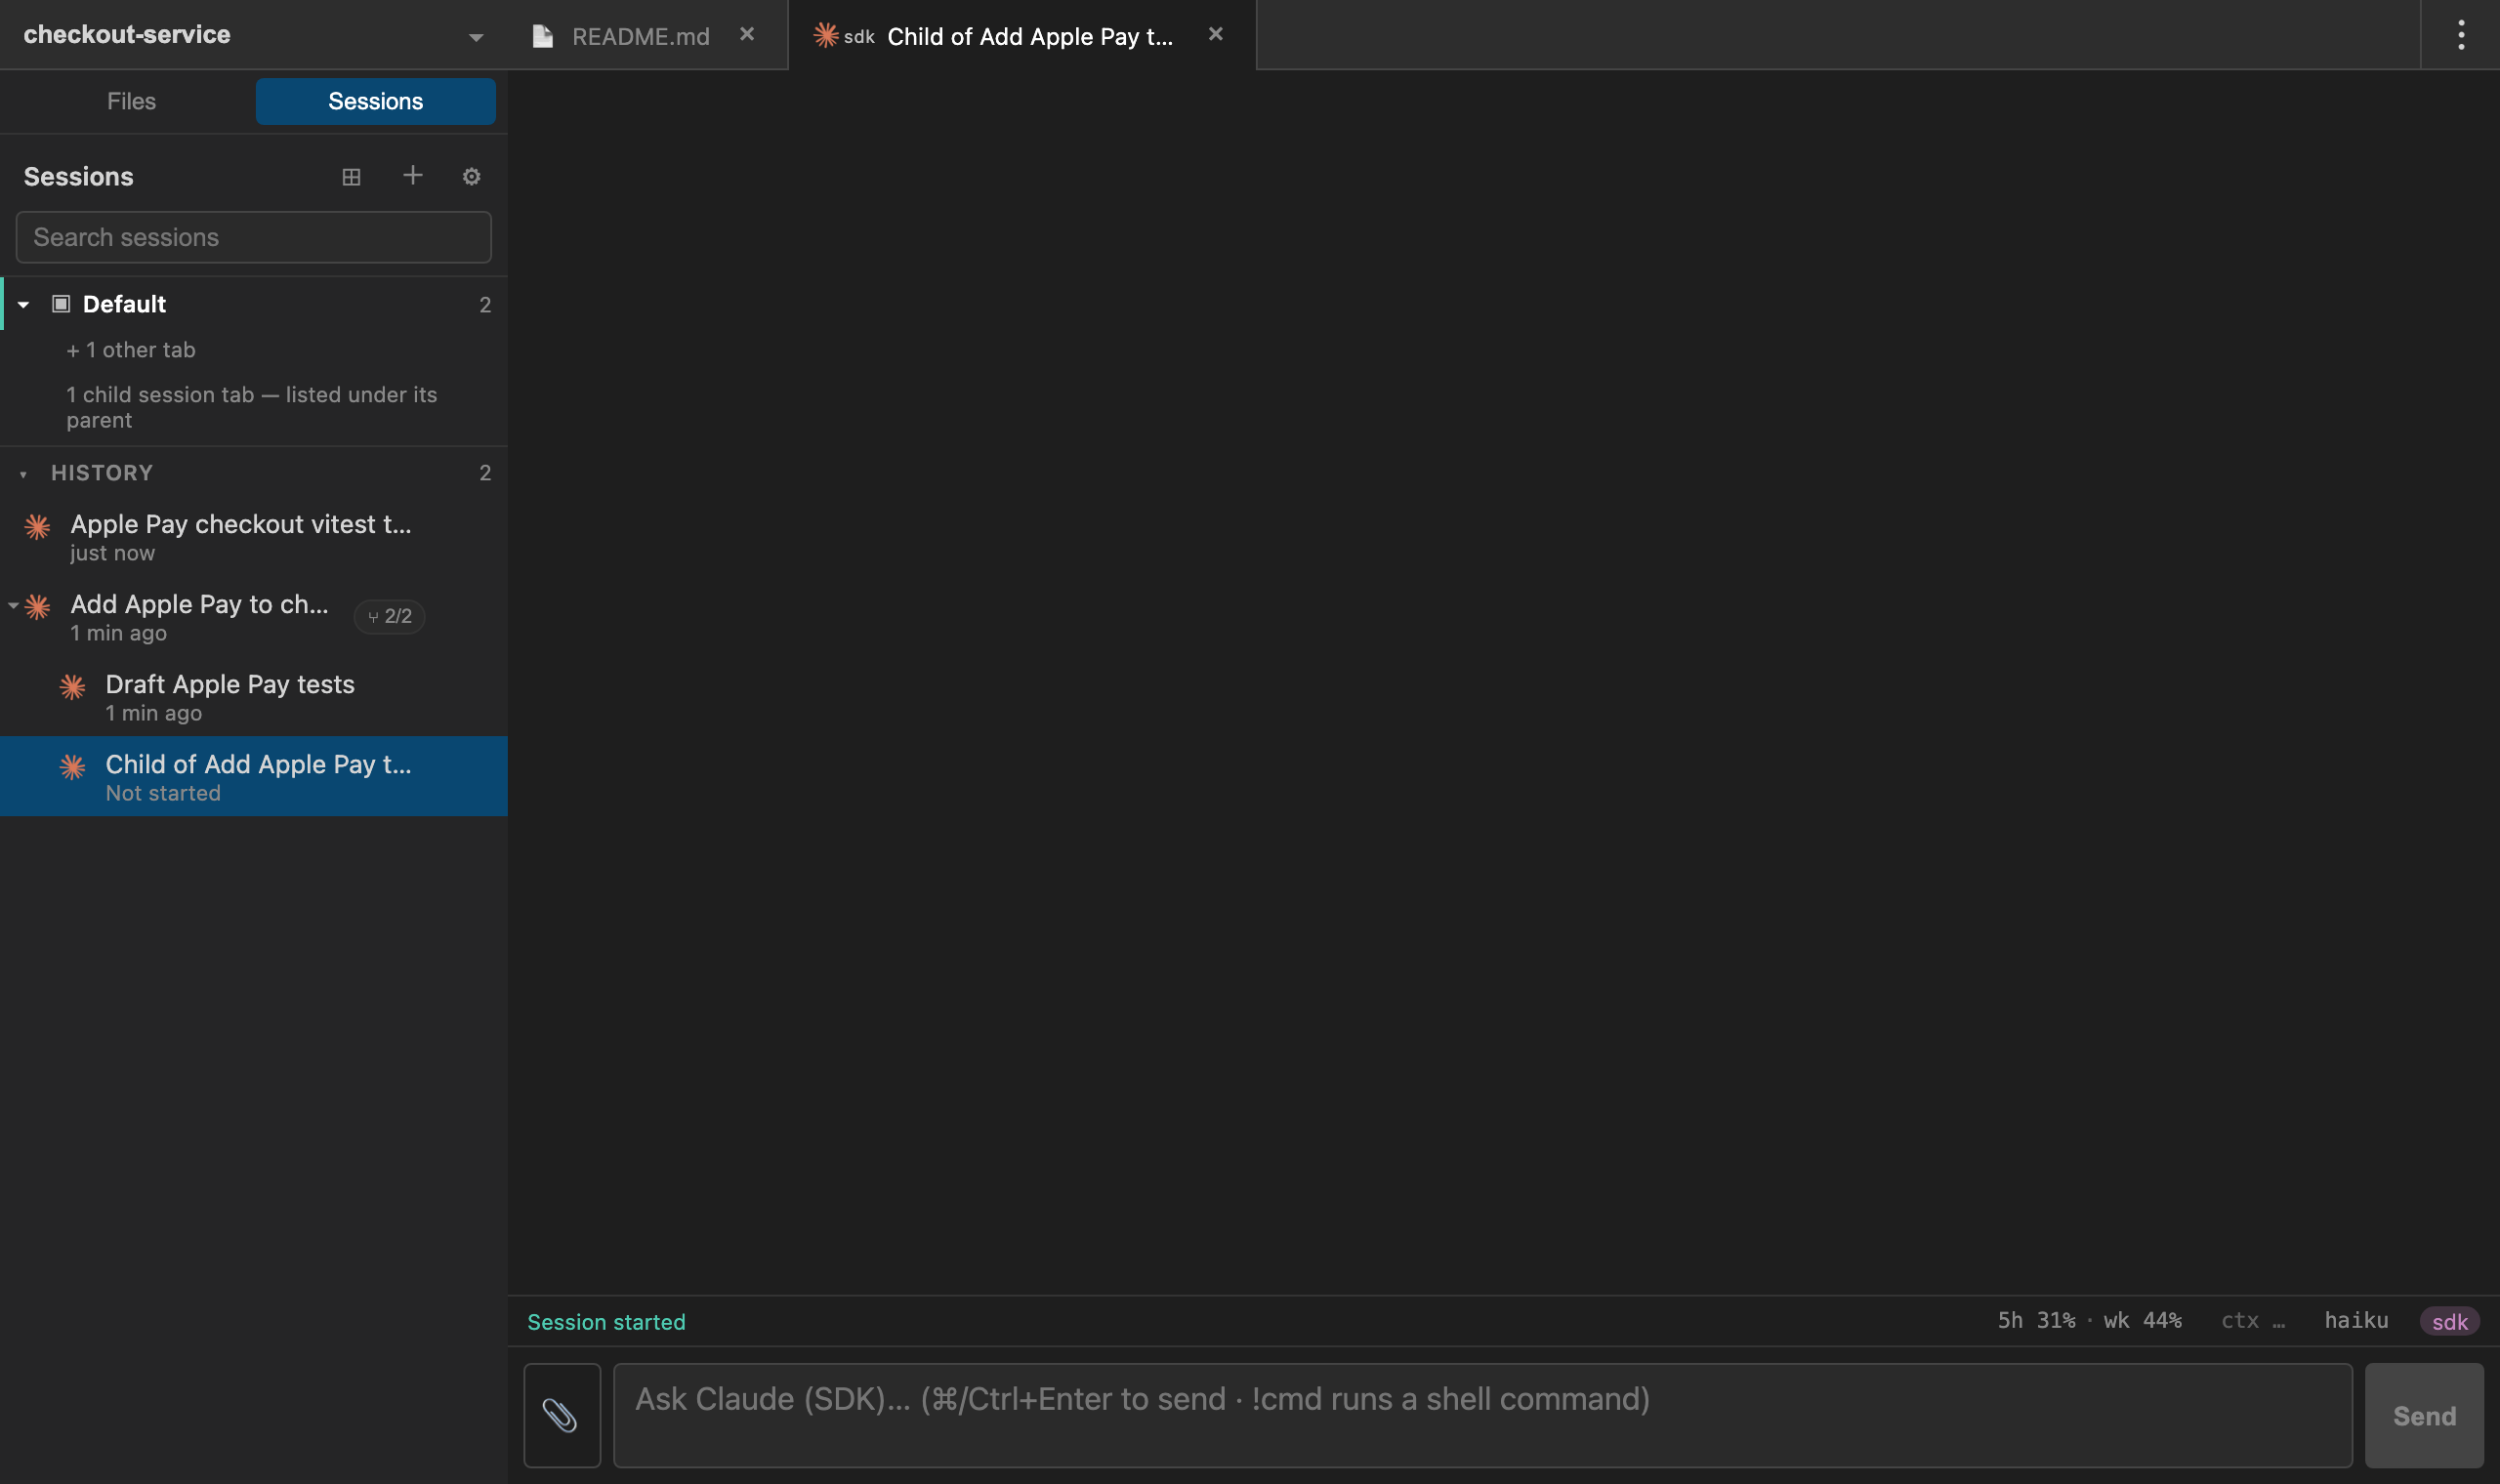 checkout-service
README.md
sdk Child of Add Apple Pay t...
Files
Sessions
Sessions
Search sessions
Default 2
+ 1 other tab
1 child session tab — listed under its
parent
HISTORY 2
Apple Pay checkout vitest t...
just now
Add Apple Pay to ch...
2/2
1 min ago
Draft Apple Pay tests
1 min ago
Child of Add Apple Pay t...
Not started
Session started
5h 31% · wk 44% ctx … haiku sdk
Ask Claude (SDK)... (⌘/Ctrl+Enter to send · !cmd runs a shell command)
Send